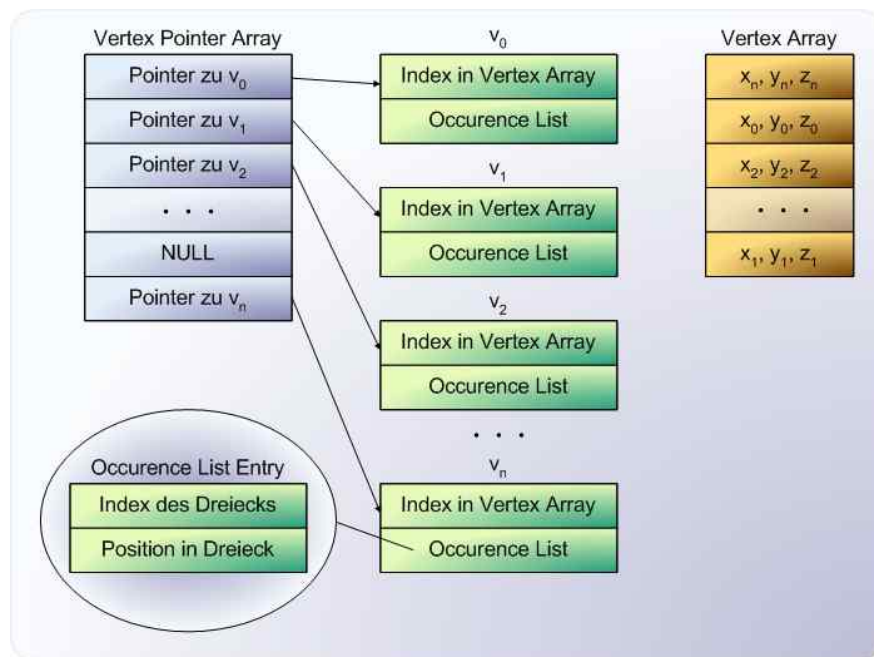 Vertex Pointer Array
Pointer zu v0
Pointer zu v1
Pointer zu v2
. . .
NULL
Pointer zu vn
v0
Index in Vertex Array
Occurence List
v1
Index in Vertex Array
Occurence List
v2
Index in Vertex Array
Occurence List
. . .
vn
Index in Vertex Array
Occurence List
Vertex Array
xn, yn, zn
x0, y0, z0
x2, y2, z2
. . .
x1, y1, z1
Occurence List Entry
Index des Dreiecks
Position in Dreieck